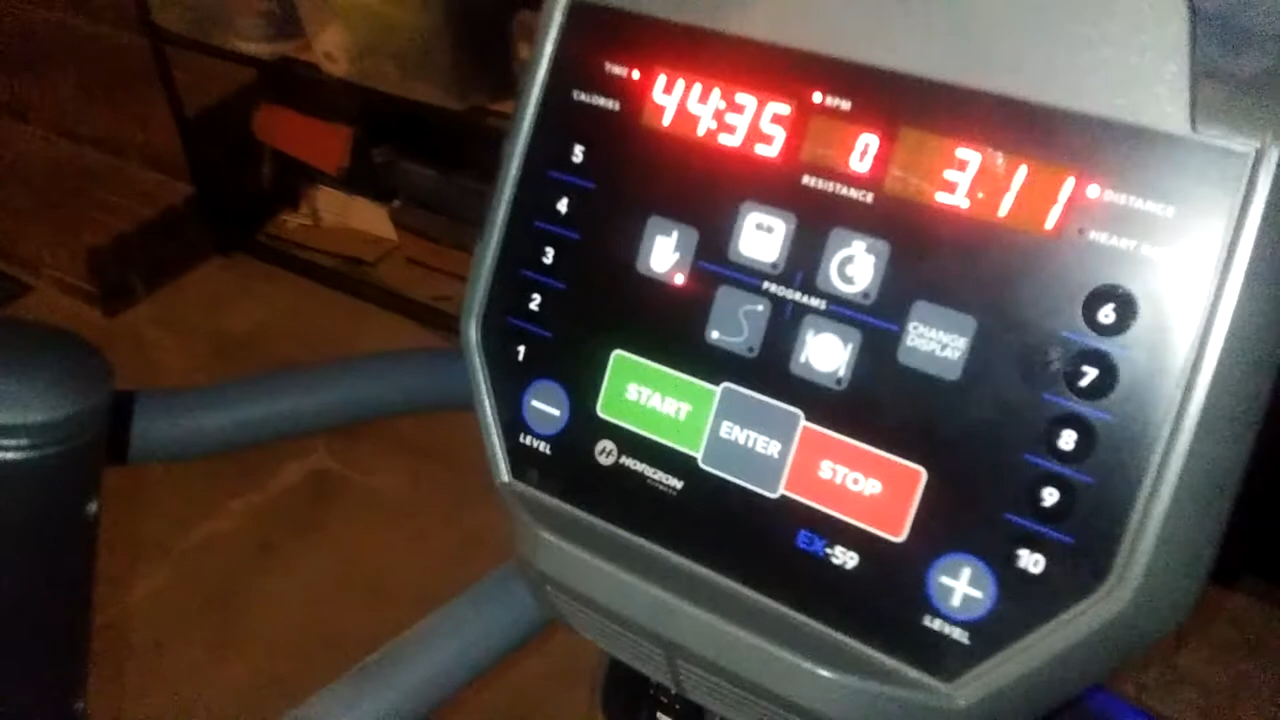 TIME
44:35
RPM
0
3.11
DISTANCE
CALORIES
RESISTANCE
HEART
5
4
3
2
1
PROGRAMS
CHANGE
DISPLAY
6
7
8
9
10
START
ENTER
STOP
LEVEL
HORIZON
FITNESS
EX-59
LEVEL